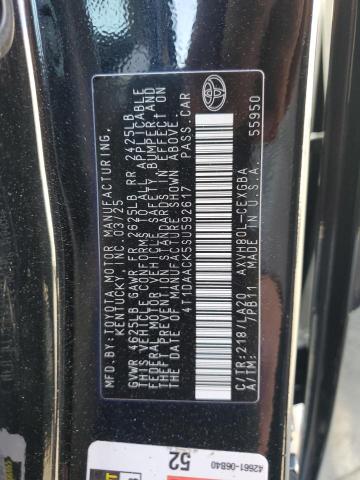 MFD.BY:TOYOTA MOTOR MANUFACTURING,
KENTUCKY, INC. 03/25
GVWR 4625LB GAWR FR 2625LB RR 2425LB
THIS VEHICLE CONFORMS TO ALL APPLICABLE
FEDERAL MOTOR VEHICLE SAFETY, BUMPER, AND
THEFT PREVENTION STANDARDS IN EFFECT ON
THE DATE OF MANUFACTURE SHOWN ABOVE.
4T1DAACK5SU592617 PASS.CAR
C/TR:218/LA20 AXVH80L-CEXGBA
A/TM: /PB11 MADE IN U.S.A.
55950
TOYOTA
42661-06B40
52